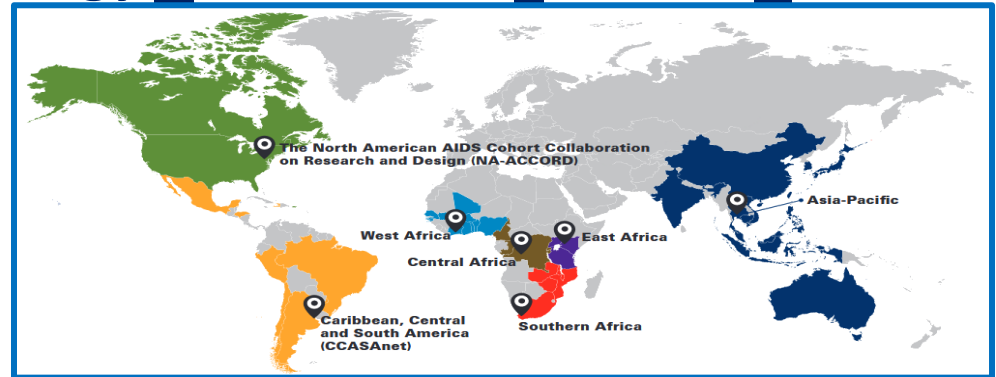 The North American AIDS Cohort Collaboration
on Research and Design (NA-ACCORD)
Asia-Pacific
West Africa
East Africa
Central Africa
Caribbean, Central
and South America
(CCASAnet)
Southern Africa